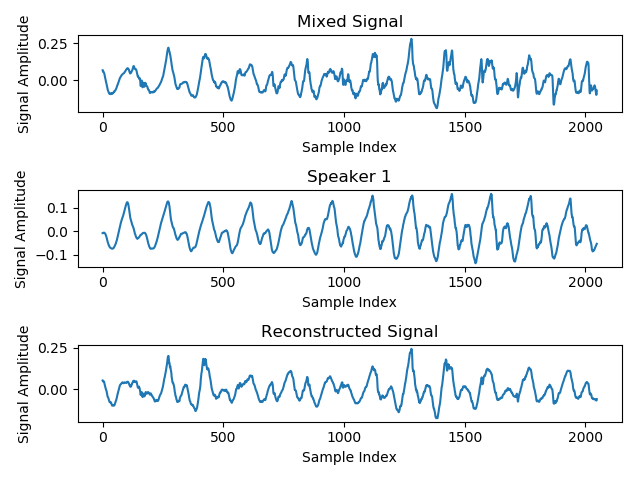 Mixed Signal
Signal Amplitude
0.25
0.00
0 500 1000 1500 2000
Sample Index
Speaker 1
Signal Amplitude
0.1
0.0
−0.1
0 500 1000 1500 2000
Sample Index
Reconstructed Signal
Signal Amplitude
0.25
0.00
0 500 1000 1500 2000
Sample Index